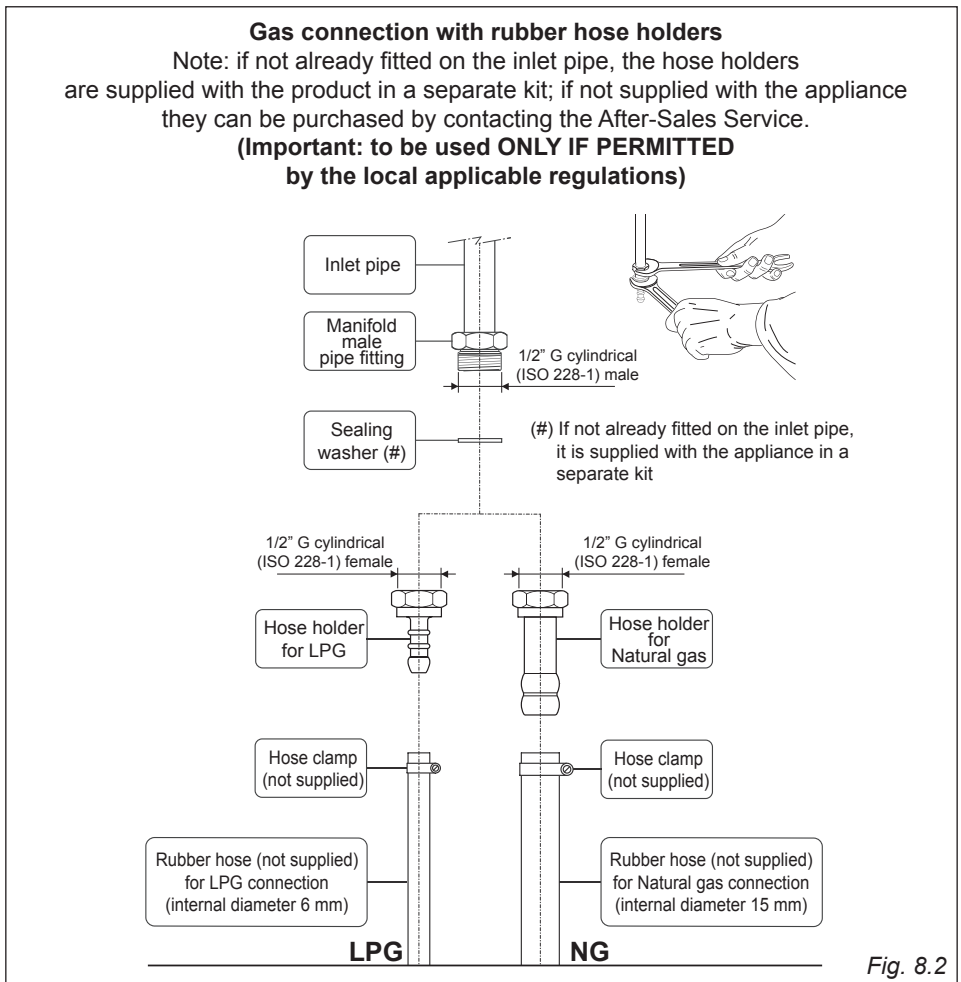 Gas connection with rubber hose holders
Note: if not already fitted on the inlet pipe, the hose holders
are supplied with the product in a separate kit; if not supplied with the appliance
they can be purchased by contacting the After-Sales Service.
(Important: to be used ONLY IF PERMITTED
by the local applicable regulations)
Inlet pipe
Manifold
male
pipe fitting
1/2” G cylindrical
(ISO 228-1) male
Sealing
washer (#)
(#) If not already fitted on the inlet pipe,
it is supplied with the appliance in a
separate kit
1/2” G cylindrical
(ISO 228-1) female
1/2” G cylindrical
(ISO 228-1) female
Hose holder
for LPG
Hose holder
for
Natural gas
Hose clamp
(not supplied)
Hose clamp
(not supplied)
Rubber hose (not supplied)
for LPG connection
(internal diameter 6 mm)
Rubber hose (not supplied)
for Natural gas connection
(internal diameter 15 mm)
LPG
NG
Fig. 8.2